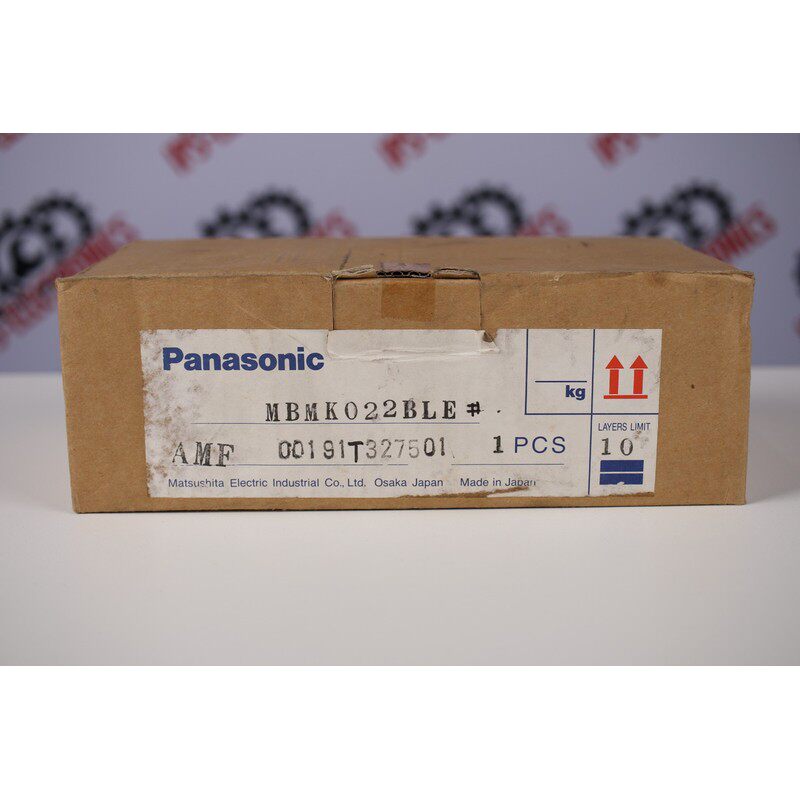 Panasonic
MBMK022BLE#
kg
AMF 00191T327501 1 PCS
LAYERS LIMIT
10
Matsushita Electric Industrial Co., Ltd. Osaka Japan Made in Japan